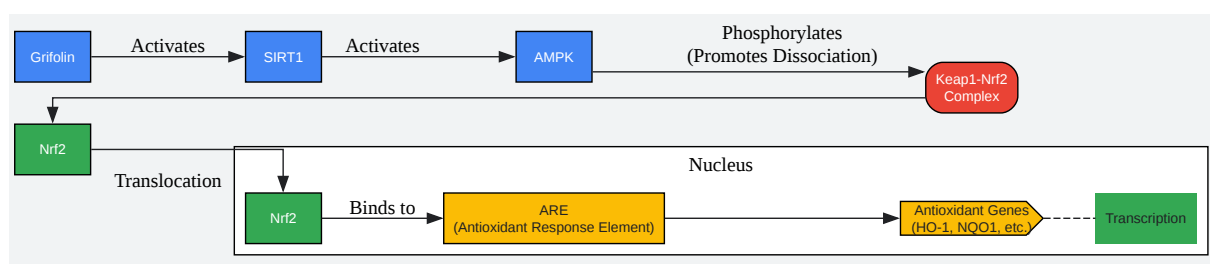 Grifolin
Activates
SIRT1
Activates
AMPK
Phosphorylates
(Promotes Dissociation)
Keap1-Nrf2
Complex
Nrf2
Translocation
Nucleus
Nrf2
Binds to
ARE
(Antioxidant Response Element)
Antioxidant Genes
(HO-1, NQO1, etc.)
Transcription